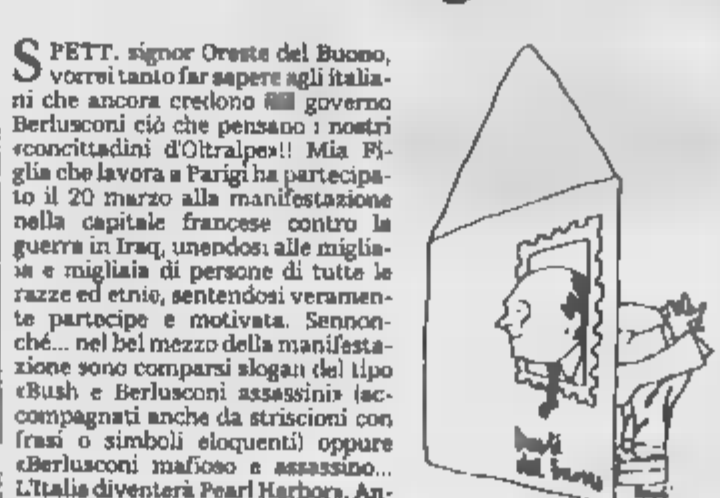 SPETT. signor Oreste del Buono,
vorrei tanto far sapere agli italia-
ni che ancora credono governo
Berlusconi ciò che pensano i nostri
«concittadini d'Oltralpe»!! Mia Fi-
glia che lavora a Parigi ha partecipa-
to il 20 marzo alla manifestazione
nella capitale francese contro la
guerra in Iraq, unendosi alle miglia-
ia e migliaia di persone di tutte le
razze ed etnie, sentendosi veramen-
te partecipe e motivata. Sennon-
ché... nel bel mezzo della manifesta-
zione sono comparsi slogan del tipo
«Bush e Berlusconi assassini» (ac-
compagnati anche da striscioni con
frasi o simboli eloquenti) oppure
«Berlusconi mafioso e assassino...
L'Italia diventerà Pearl Harbor». An-
del